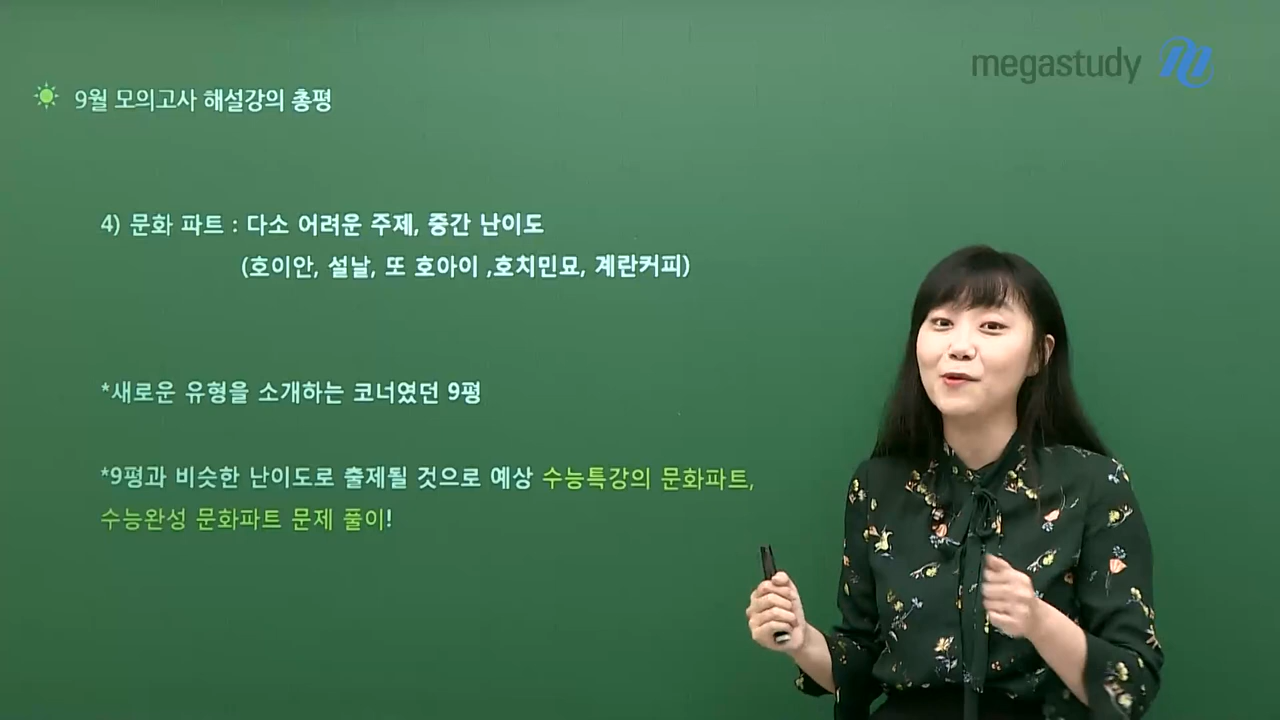 megastudy
9월 모의고사 해설강의 총평
4) 문화 파트 : 다소 어려운 주제, 중간 난이도
(호이안, 설날, 또 호아이 ,호치민묘, 계란커피)
*새로운 유형을 소개하는 코너였던 9평
*9평과 비슷한 난이도로 출제될 것으로 예상 수능특강의 문화파트,
수능완성 문화파트 문제 풀이!